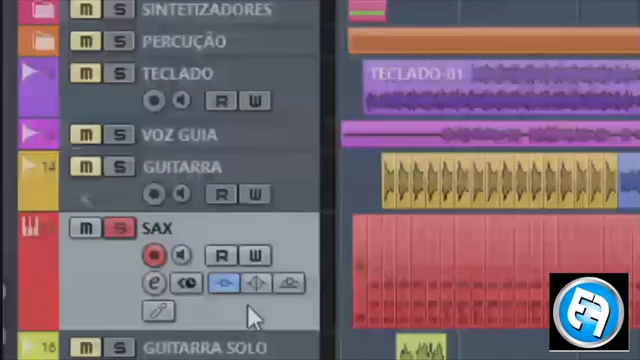 M S SINTETIZADORES
M S PERCUÇÃO
M S TECLADO
TECLADO-01
R W
M S VOZ GUIA
14 M S GUITARRA
R W
M S SAX
R W
e
16 M S GUITARRA SOLO